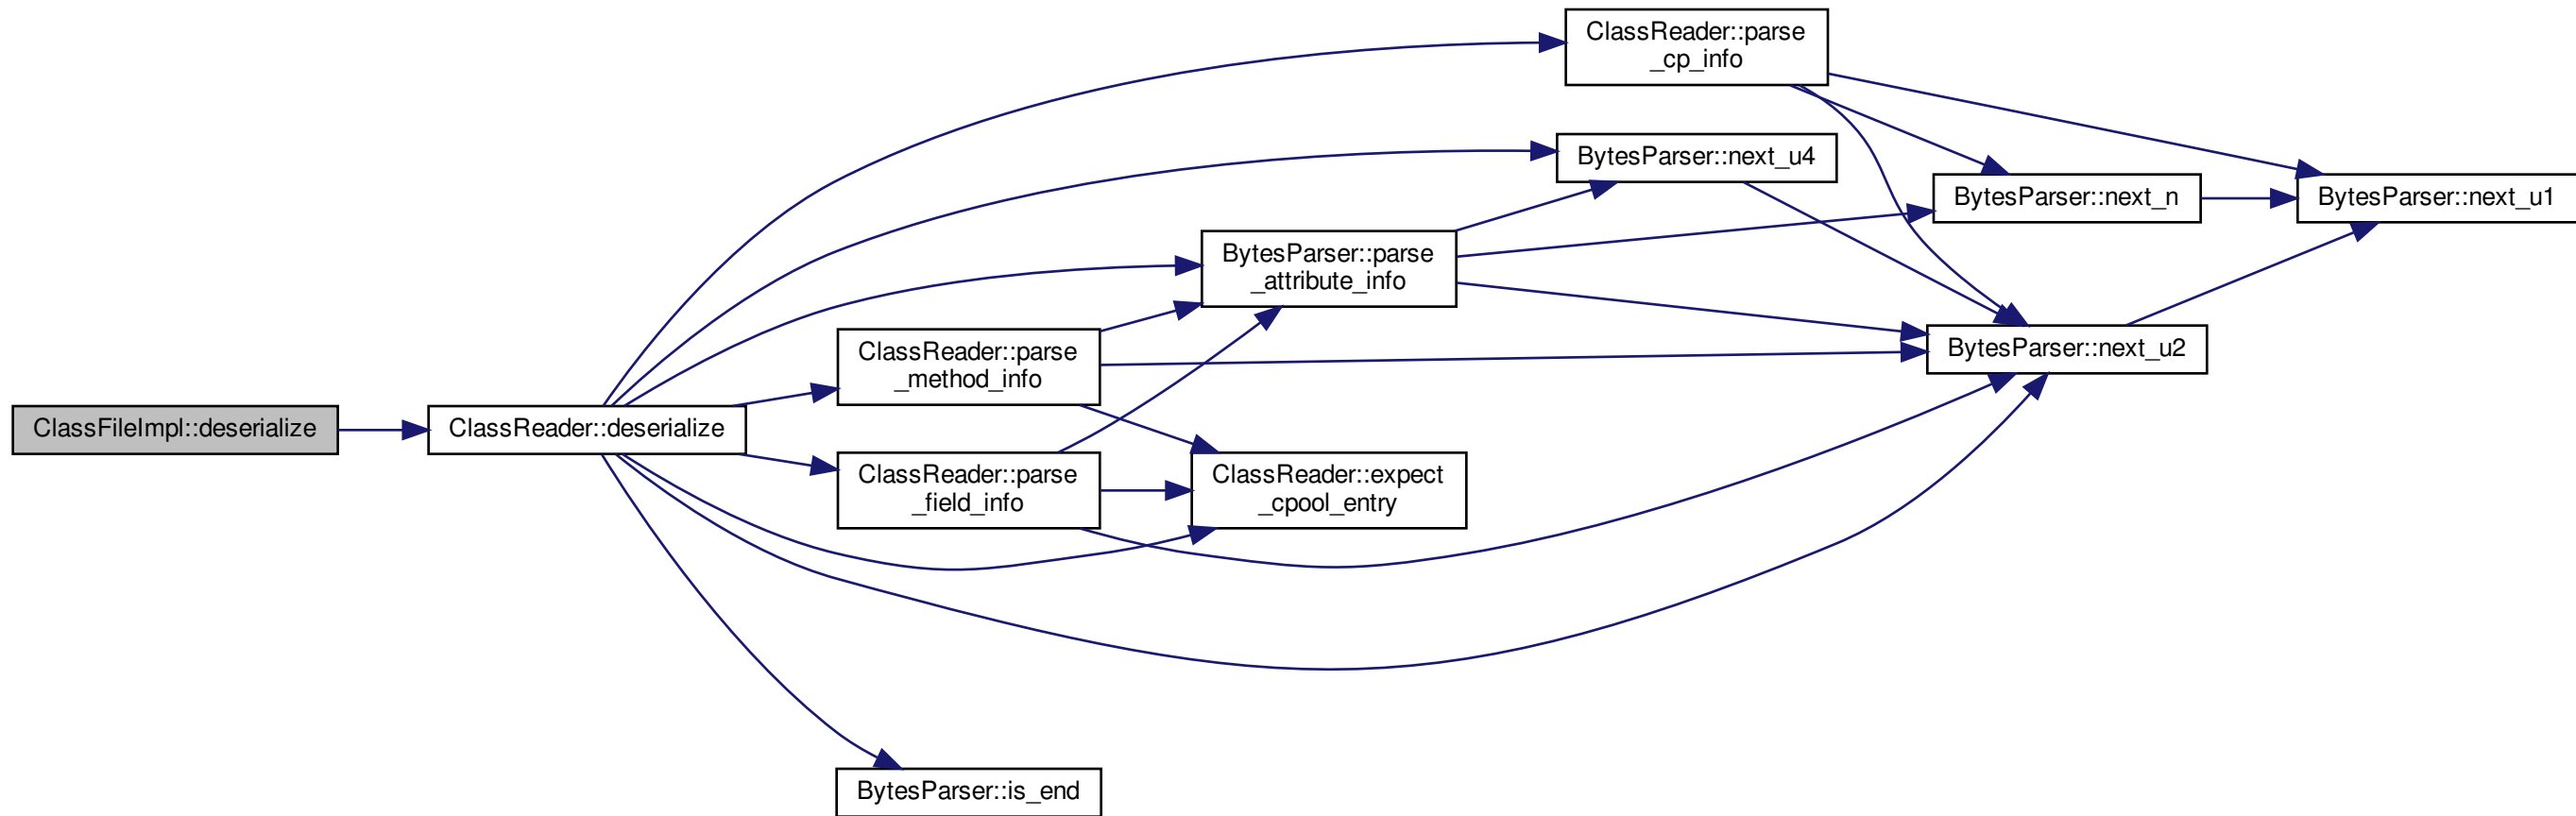 ClassReader::parse
_cp_info
BytesParser::next_u4
BytesParser::next_n
BytesParser::next_u1
BytesParser::parse
_attribute_info
ClassReader::parse
_method_info
BytesParser::next_u2
ClassFileImpl::deserialize
ClassReader::deserialize
ClassReader::parse
_field_info
ClassReader::expect
_cpool_entry
BytesParser::is_end